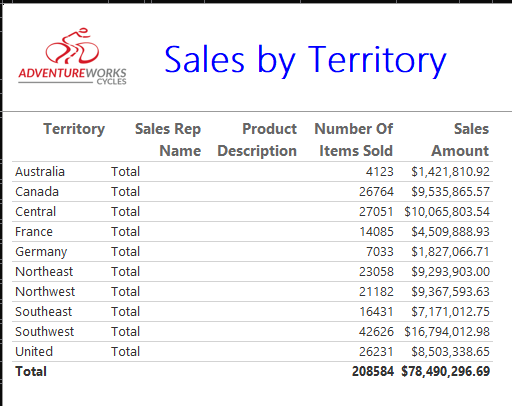 ADVENTUREWORKS
CYCLES
Sales by Territory
Territory Sales Rep Name Product Description Number Of Items Sold Sales Amount
Australia Total 4123 $1,421,810.92
Canada Total 26764 $9,535,865.57
Central Total 27051 $10,065,803.54
France Total 14085 $4,509,888.93
Germany Total 7033 $1,827,066.71
Northeast Total 23058 $9,293,903.00
Northwest Total 21182 $9,367,593.63
Southeast Total 16431 $7,171,012.75
Southwest Total 42626 $16,794,012.98
United Total 26231 $8,503,338.65
Total 208584 $78,490,296.69